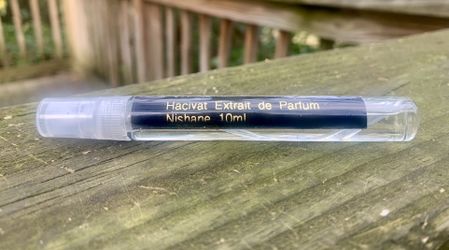 Hacivat Extrait de Parfum
Nishane 10ml